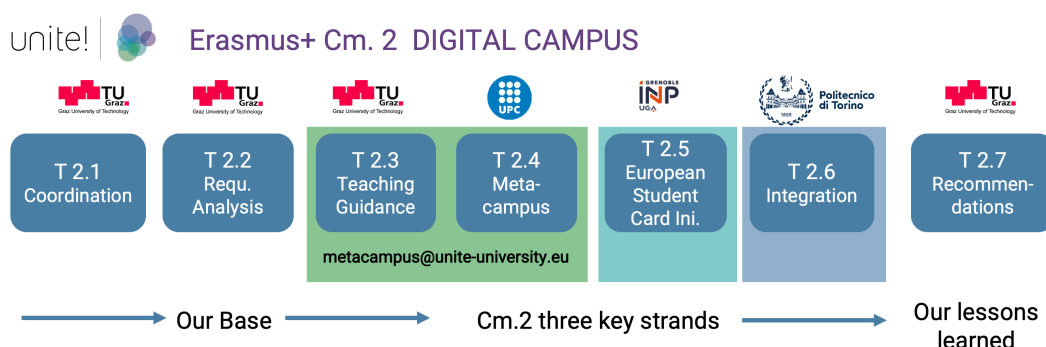 unite!
Erasmus+ Cm. 2 DIGITAL CAMPUS
TU
Graz
Graz University of Technology
TU
Graz
Graz University of Technology
TU
Graz
Graz University of Technology
UPC
GRENOBLE
INP
UGA
1859
Politecnico
di Torino
TU
Graz
Graz University of Technology
T 2.1
Coordination
T 2.2
Requ.
Analysis
T 2.3
Teaching
Guidance
T 2.4
Meta-
campus
T 2.5
European
Student
Card Ini.
T 2.6
Integration
T 2.7
Recommen-
dations
metacampus@unite-university.eu
Our Base
Cm.2 three key strands
Our lessons
learned